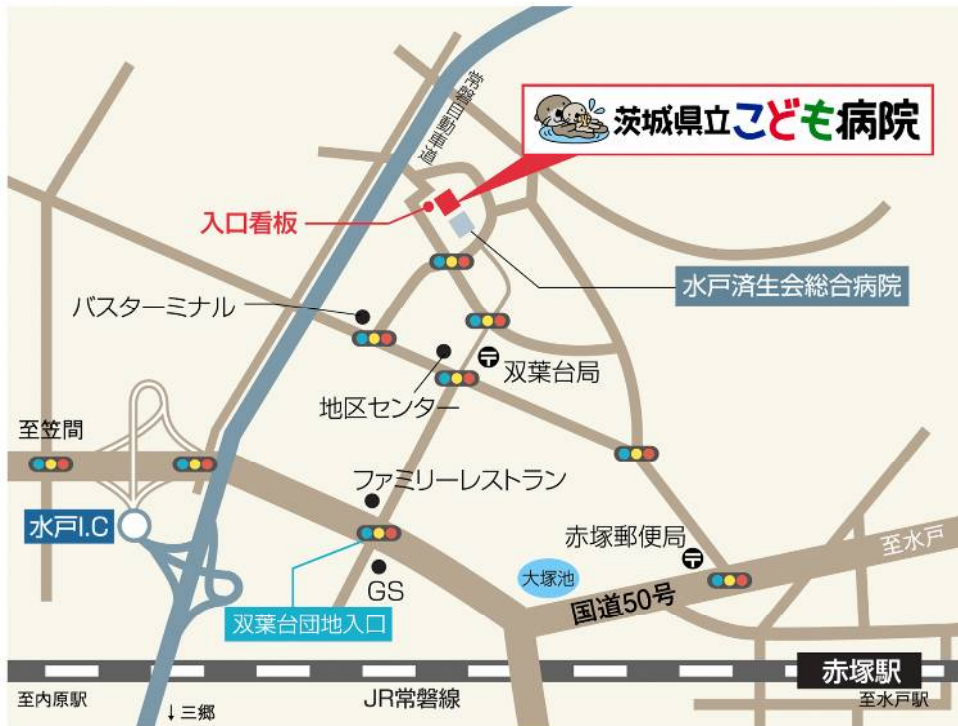 常磐自動車道
茨城県立こども病院
入口看板
水戸済生会総合病院
バスターミナル
双葉台局
地区センター
至笠間
ファミリーレストラン
水戸I.C
赤塚郵便局
至水戸
大塚池
GS
国道50号
双葉台団地入口
赤塚駅
至内原駅
JR常磐線
至水戸駅
↓三郷